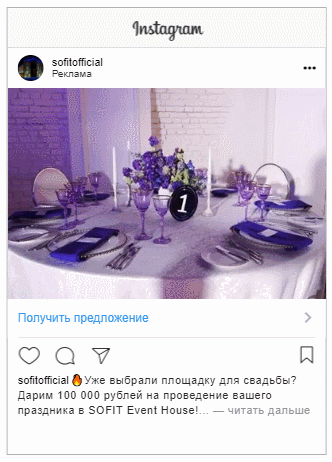 Instagram
sofitofficial
Реклама
1
Получить предложение
sofitofficial🔥Уже выбрали площадку для свадьбы?
Дарим 100 000 рублей на проведение вашего
праздника в SOFIT Event House!... — читать дальше